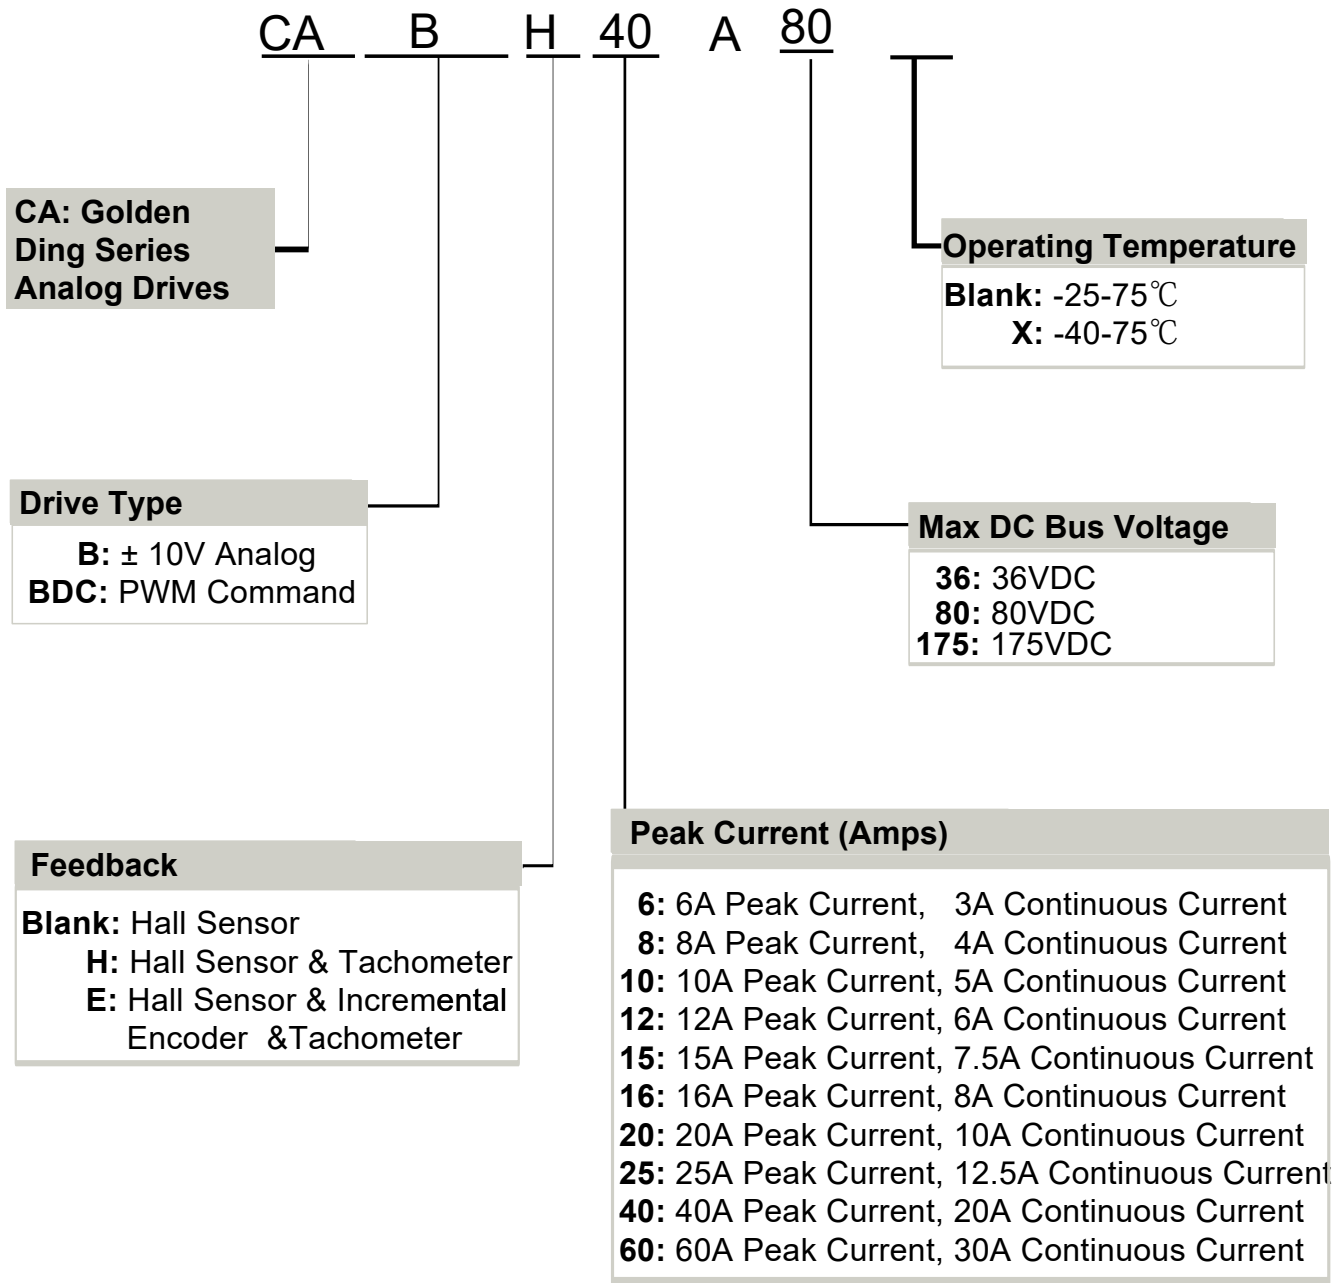 CA B H 40 A 80
CA: Golden
Ding Series
Analog Drives
Operating Temperature
Blank: -25-75℃
X: -40-75℃
Drive Type
B: ± 10V Analog
BDC: PWM Command
Max DC Bus Voltage
36: 36VDC
80: 80VDC
175: 175VDC
Feedback
Blank: Hall Sensor
H: Hall Sensor & Tachometer
E: Hall Sensor & Incremental
Encoder &Tachometer
Peak Current (Amps)
6: 6A Peak Current, 3A Continuous Current
8: 8A Peak Current, 4A Continuous Current
10: 10A Peak Current, 5A Continuous Current
12: 12A Peak Current, 6A Continuous Current
15: 15A Peak Current, 7.5A Continuous Current
16: 16A Peak Current, 8A Continuous Current
20: 20A Peak Current, 10A Continuous Current
25: 25A Peak Current, 12.5A Continuous Current
40: 40A Peak Current, 20A Continuous Current
60: 60A Peak Current, 30A Continuous Current